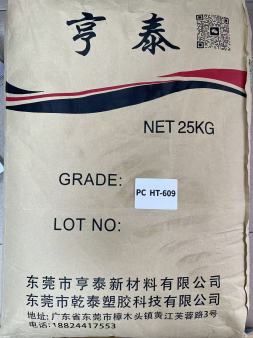 亨泰
NET 25KG
GRADE: PC HT-609
LOT NO:
东莞市亨泰新材料有限公司
东莞市乾泰塑胶科技有限公司
地址: 广东省东莞市樟木头镇黄江芙蓉路3号
电话: 18824417553